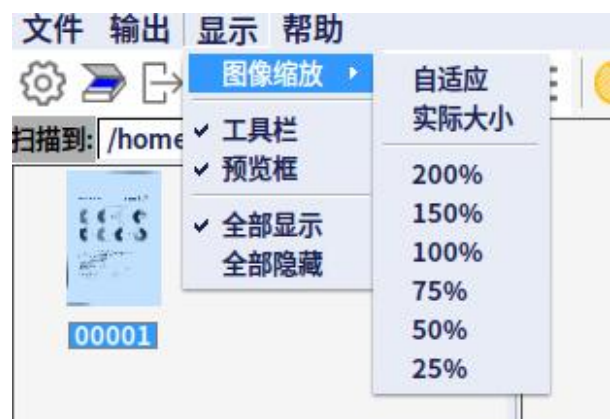 文件 输出 显示 帮助
图像缩放
自适应
实际大小
扫描到: /home
工具栏
预览框
200%
150%
全部显示
100%
全部隐藏
75%
00001
50%
25%